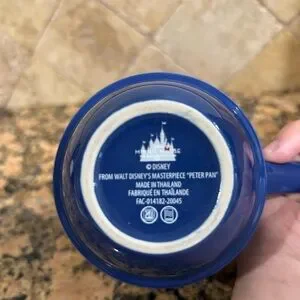 © DISNEY
FROM WALT DISNEY'S MASTERPIECE "PETER PAN"
MADE IN THAILAND
FABRIQUÉ EN THAÏLANDE
FAC-014182-20045